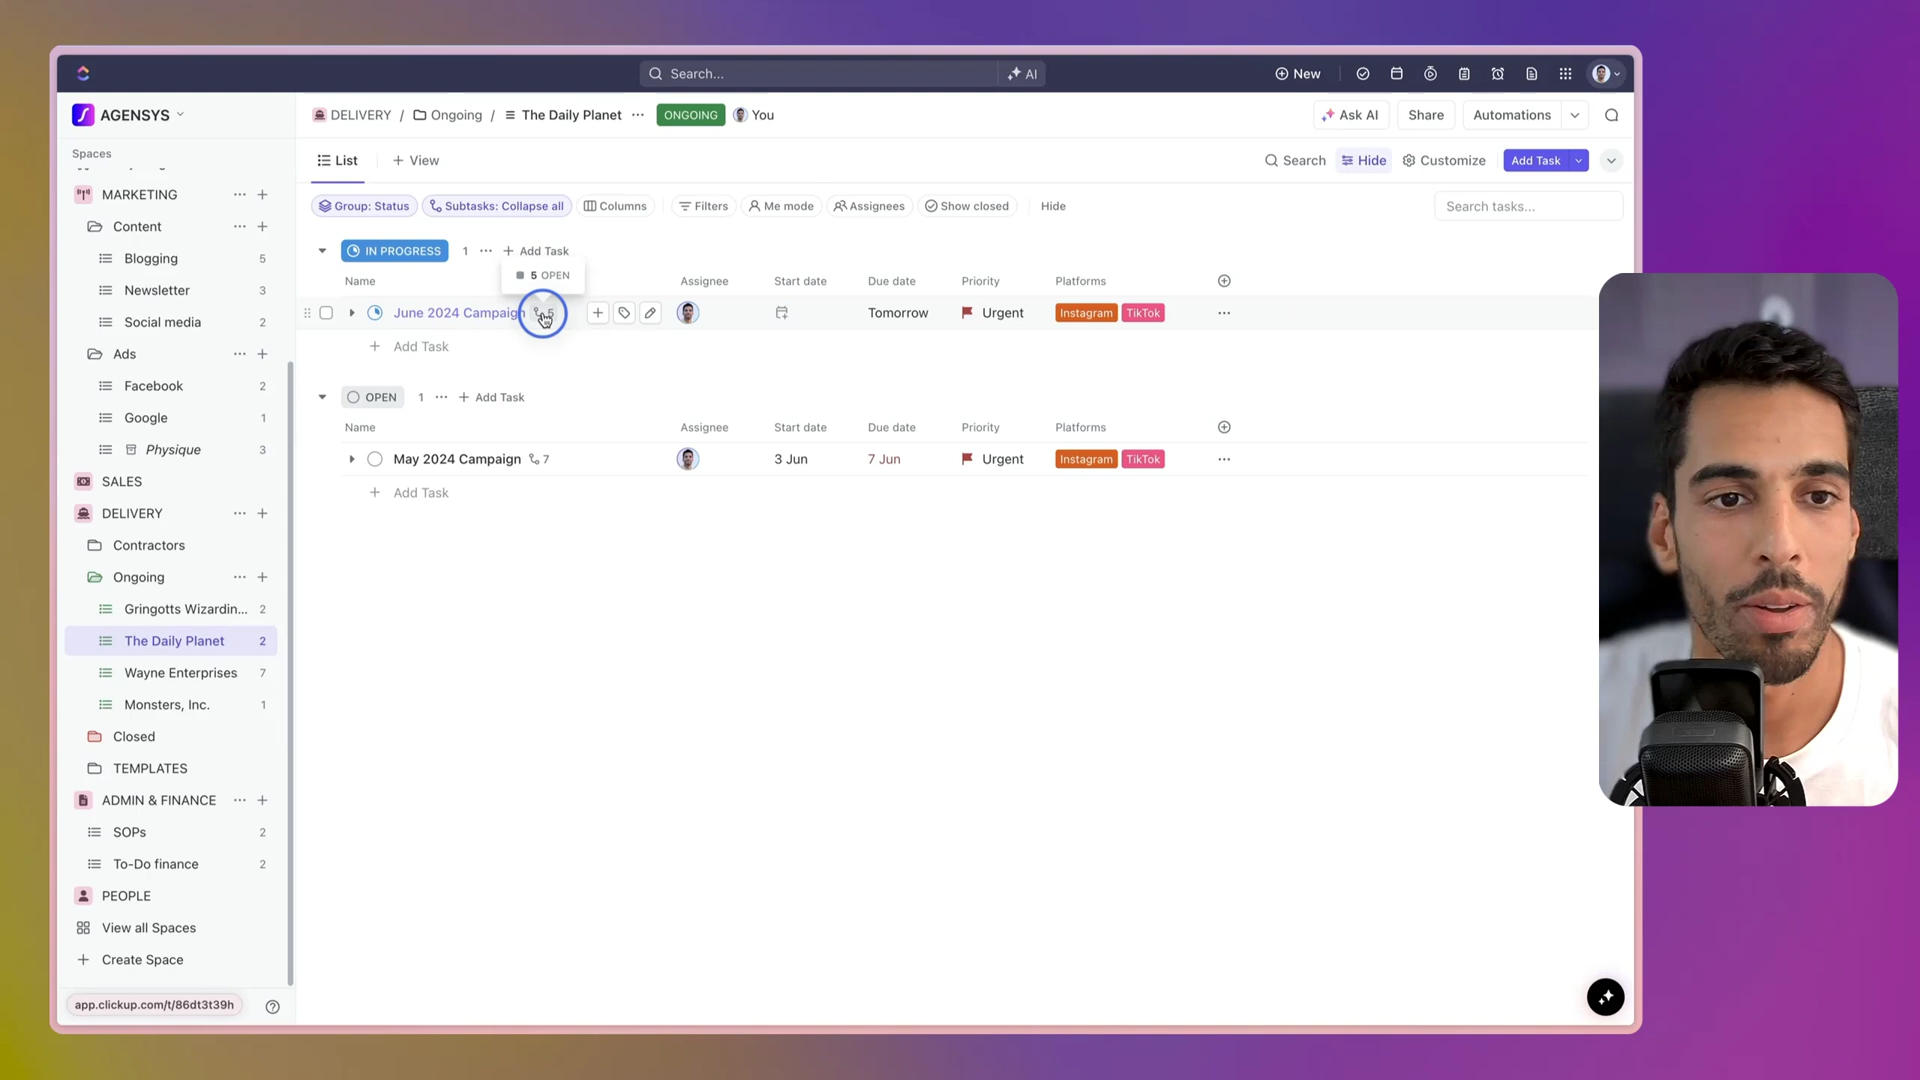 Search...
AI
New
AGENSYS
DELIVERY / Ongoing / The Daily Planet ... ONGOING You
Ask AI
Share
Automations
Spaces
List
+ View
Search
Hide
Customize
Add Task
Group: Status
Subtasks: Collapse all
Columns
Filters
Me mode
Assignees
Show closed
Hide
Search tasks...
MARKETING
Content
Blogging 5
Newsletter 3
Social media 2
Ads
Facebook 2
Google 1
Physique 3
SALES
DELIVERY
Contractors
Ongoing
Gringotts Wizardin... 2
The Daily Planet 2
Wayne Enterprises 7
Monsters, Inc. 1
Closed
TEMPLATES
ADMIN & FINANCE
SOPs 2
To-Do finance 2
PEOPLE
View all Spaces
+ Create Space
app.clickup.com/t/86dt3t39h
IN PROGRESS 1 ... + Add Task
5 OPEN
Name Assignee Start date Due date Priority Platforms
June 2024 Campaign 5 Tomorrow Urgent Instagram TikTok
+ Add Task
OPEN 1 ... + Add Task
Name Assignee Start date Due date Priority Platforms
May 2024 Campaign 7 3 Jun 7 Jun Urgent Instagram TikTok
+ Add Task